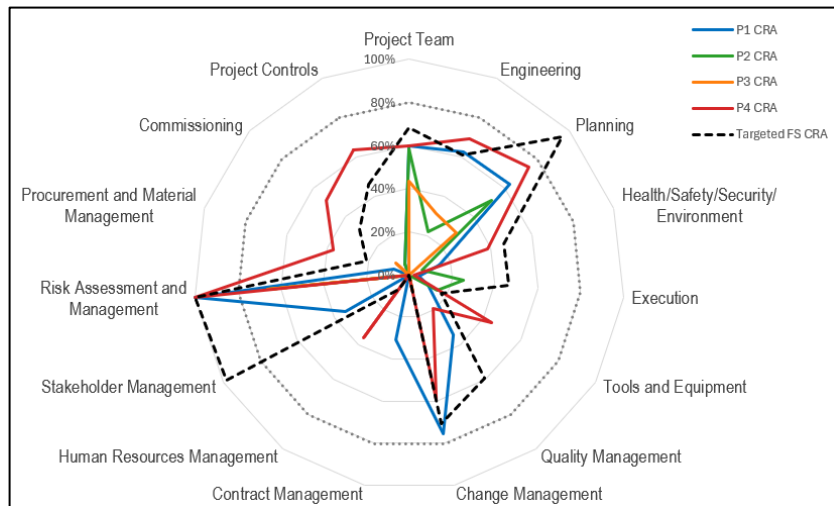 Project Team
Project Controls
Engineering
Commissioning
Planning
Procurement and Material
Management
Health/Safety/Security/
Environment
Risk Assessment and
Management
Execution
Stakeholder Management
Tools and Equipment
Human Resources Management
Quality Management
Contract Management
Change Management
100%
80%
60%
40%
20%
0%
P1 CRA
P2 CRA
P3 CRA
P4 CRA
Targeted FS CRA